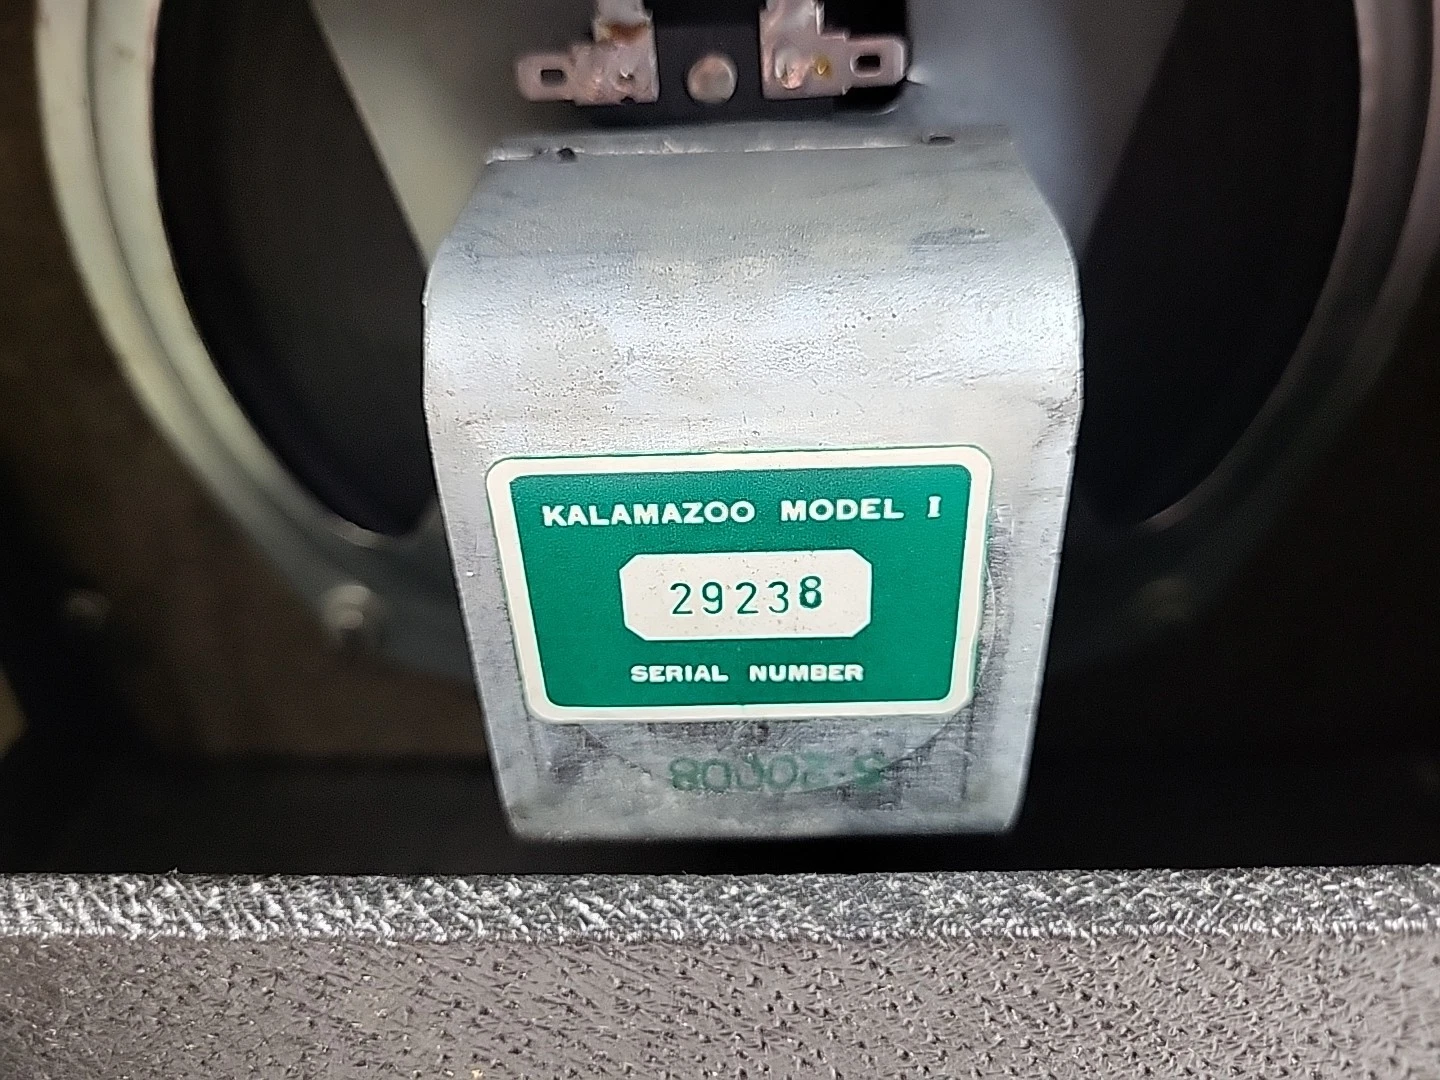 KALAMAZOO MODEL I
29238
SERIAL NUMBER